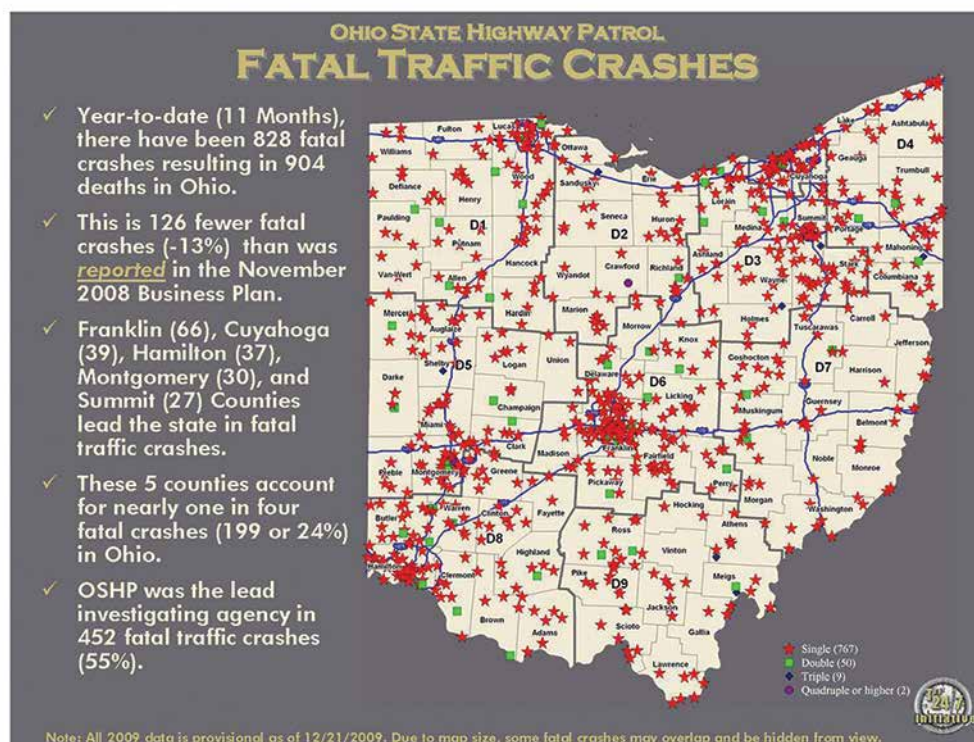 OHIO STATE HIGHWAY PATROL
FATAL TRAFFIC CRASHES
✓ Year-to-date (11 Months),
there have been 828 fatal
crashes resulting in 904
deaths in Ohio.
✓ This is 126 fewer fatal
crashes (-13%) than was
reported in the November
2008 Business Plan.
✓ Franklin (66), Cuyahoga
(39), Hamilton (37),
Montgomery (30), and
Summit (27) Counties
lead the state in fatal
traffic crashes.
✓ These 5 counties account
for nearly one in four
fatal crashes (199 or 24%)
in Ohio.
✓ OSHP was the lead
investigating agency in
452 fatal traffic crashes
(55%).
Williams
Fulton
Lucas
Ottawa
Lake
Ashtabula
Geauga
D4
Cuyahoga
Trumbull
Defiance
Henry
Wood
Sandusky
Erie
Lorain
Paulding
D1
Seneca
Huron
Medina
Summit
Portage
Putnam
D2
Mahoning
Van-Wert
Hancock
Wyandot
Crawford
Richland
Ashland
D3
Wayne
Stark
Columbiana
Allen
Mercer
Auglaize
Hardin
Marion
Morrow
Holmes
Tuscarawas
Carroll
Jefferson
Shelby
D5
Logan
Union
Delaware
Knox
Coshocton
D7
Harrison
Darke
Champaign
D6
Licking
Muskingum
Guernsey
Belmont
Miami
Clark
Madison
Franklin
Fairfield
Noble
Monroe
Preble
Montgomery
Greene
Pickaway
Perry
Morgan
Washington
Butler
Warren
Clinton
Fayette
Hocking
Athens
D8
Ross
Vinton
Hamilton
Clermont
Highland
Pike
D9
Meigs
Brown
Adams
Scioto
Jackson
Gallia
Lawrence
Single (767)
Double (50)
Triple (9)
Quadruple or higher (2)
24/7
initiative
Note: All 2009 data is provisional as of 12/21/2009. Due to map size, some fatal crashes may overlap and be hidden from view.